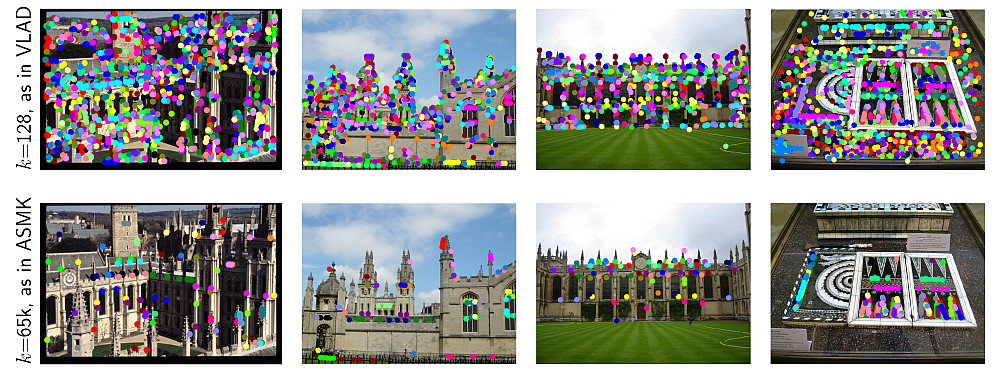 k=128, as in VLAD
k=65k, as in ASMK